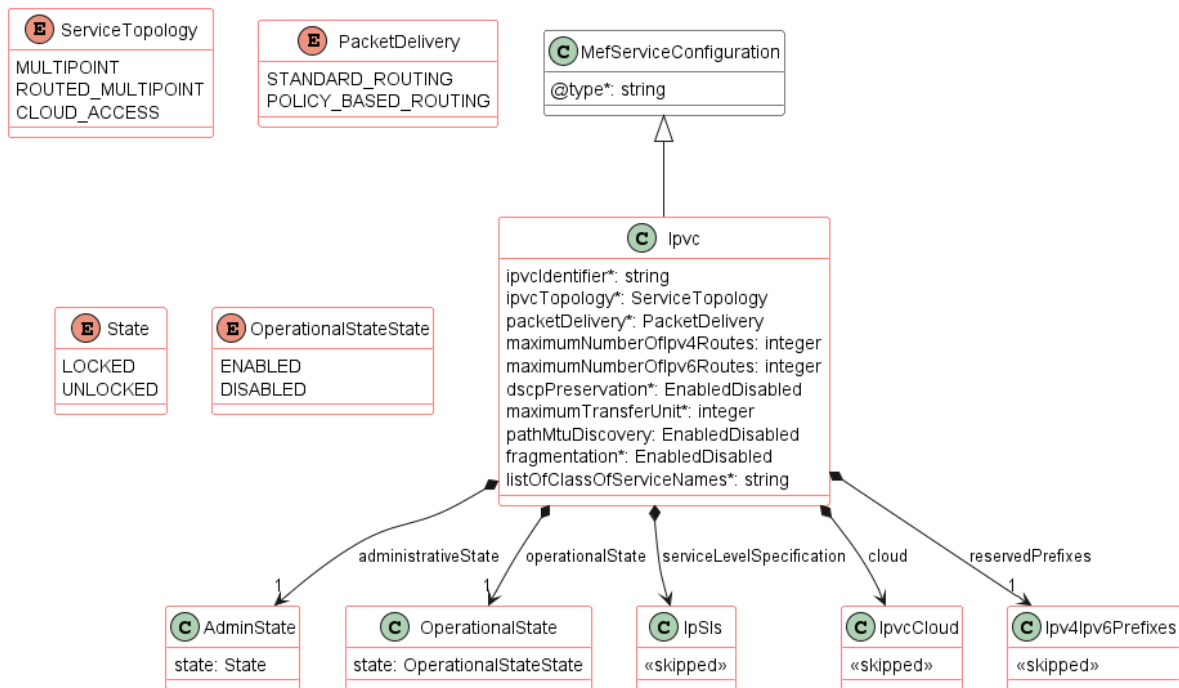 E ServiceTopology
MULTIPOINT
ROUTED_MULTIPOINT
CLOUD_ACCESS
E PacketDelivery
STANDARD_ROUTING
POLICY_BASED_ROUTING
C MefServiceConfiguration
@type*: string
C Ipvc
ipvcIdentifier*: string
ipvcTopology*: ServiceTopology
packetDelivery*: PacketDelivery
maximumNumberOfIpv4Routes: integer
maximumNumberOfIpv6Routes: integer
dscpPreservation*: EnabledDisabled
maximumTransferUnit*: integer
pathMtuDiscovery: EnabledDisabled
fragmentation*: EnabledDisabled
listOfClassOfServiceNames*: string
E State
LOCKED
UNLOCKED
E OperationalStateState
ENABLED
DISABLED
administrativeState
operationalState
serviceLevelSpecification
cloud
reservedPrefixes
1
1
1
C AdminState
state: State
C OperationalState
state: OperationalStateState
C IpSls
«skipped»
C IpvcCloud
«skipped»
C Ipv4Ipv6Prefixes
«skipped»